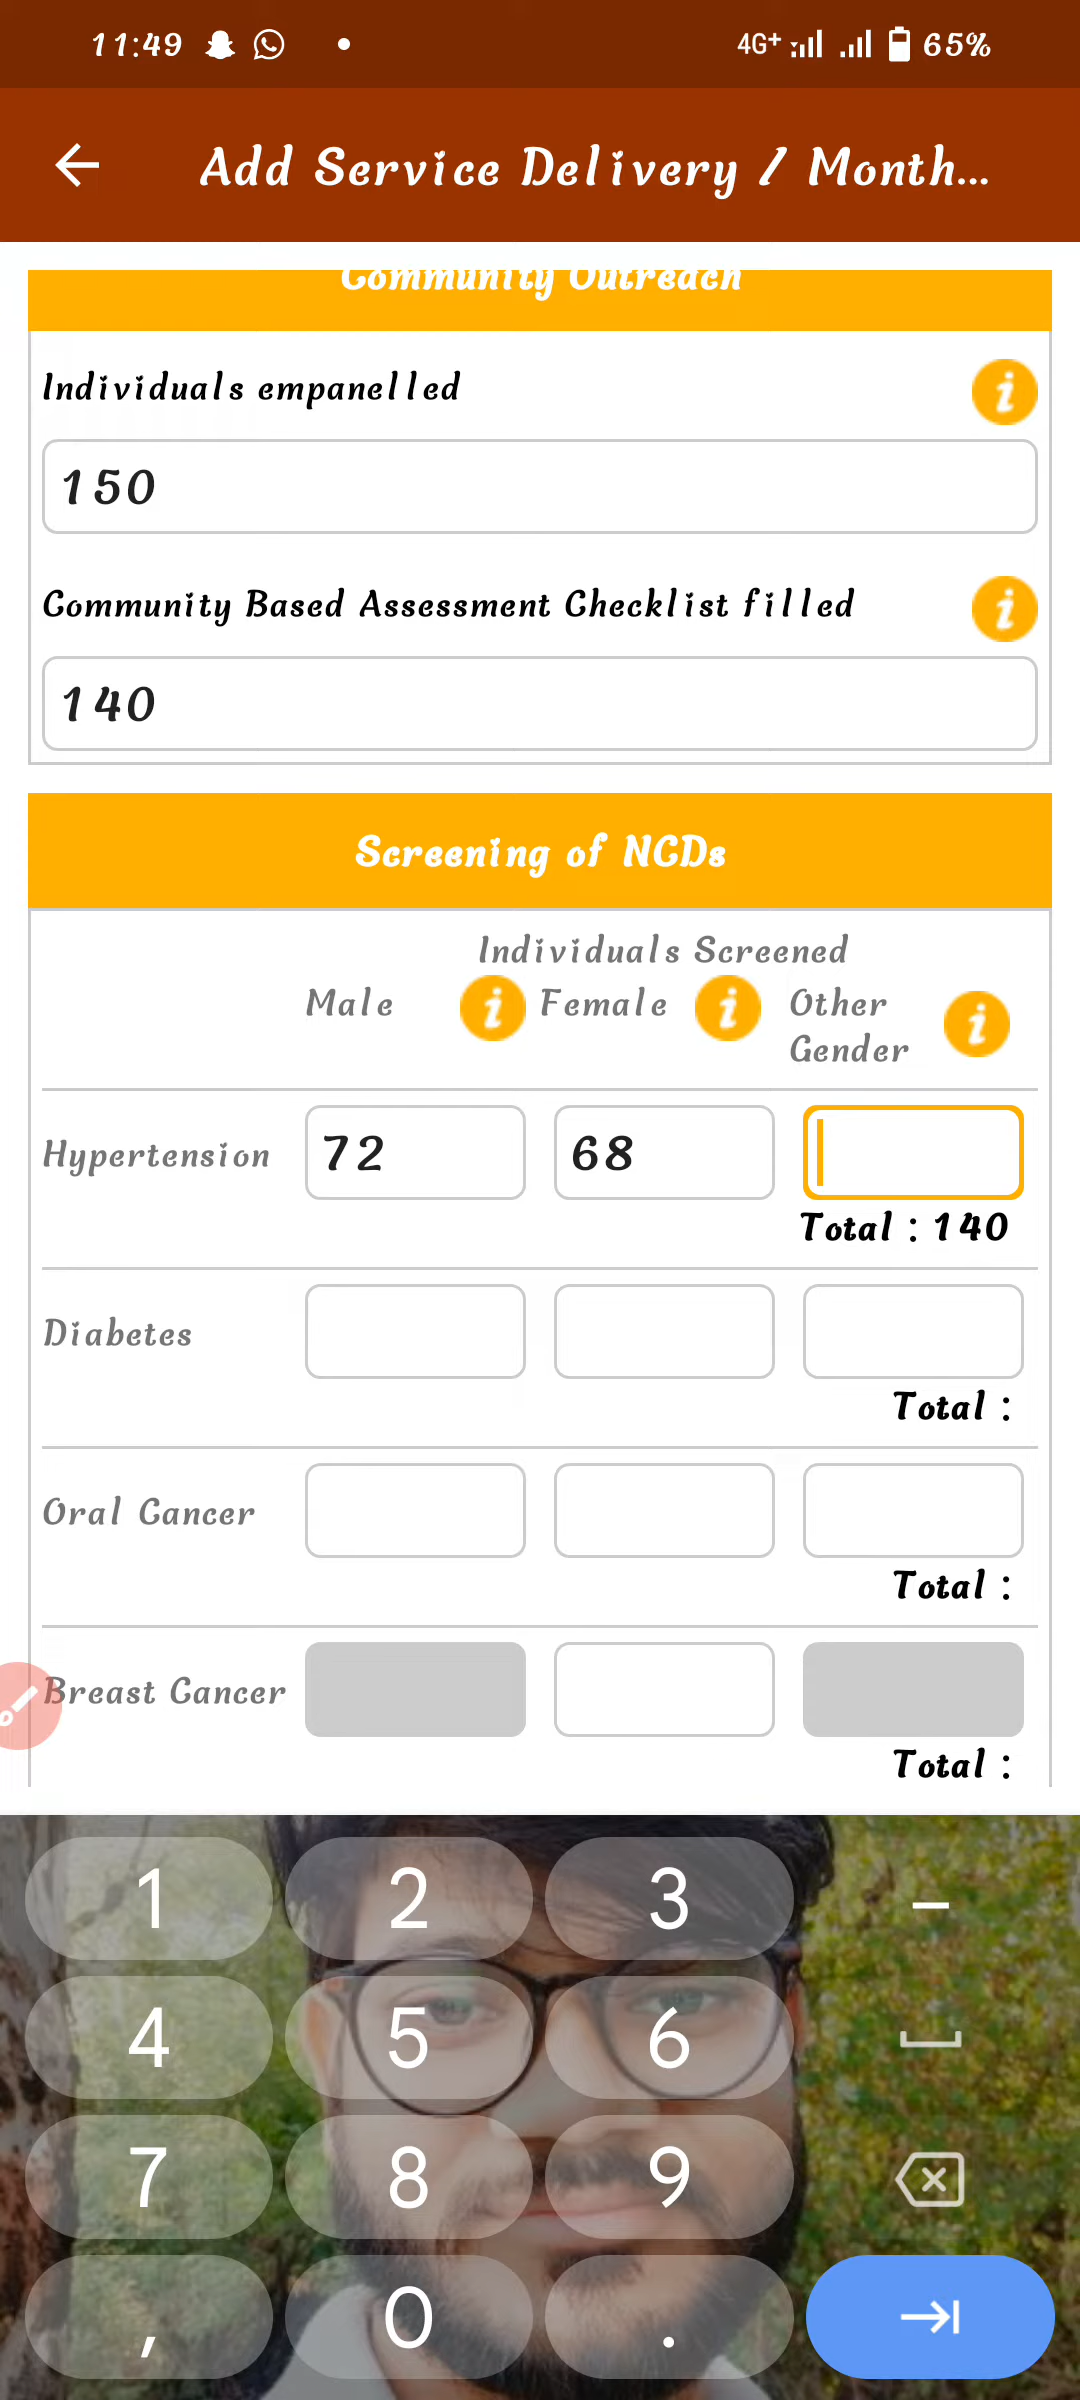 11:49 4G+ 65%
Add Service Delivery / Month...
Community Outreach
Individuals empanelled
150
Community Based Assessment Checklist filled
140
Screening of NCDs
Individuals Screened
Male Female Other Gender
Hypertension 72 68
Total : 140
Diabetes
Total :
Oral Cancer
Total :
Breast Cancer
Total :
1 2 3 –
4 5 6
7 8 9
, 0 .